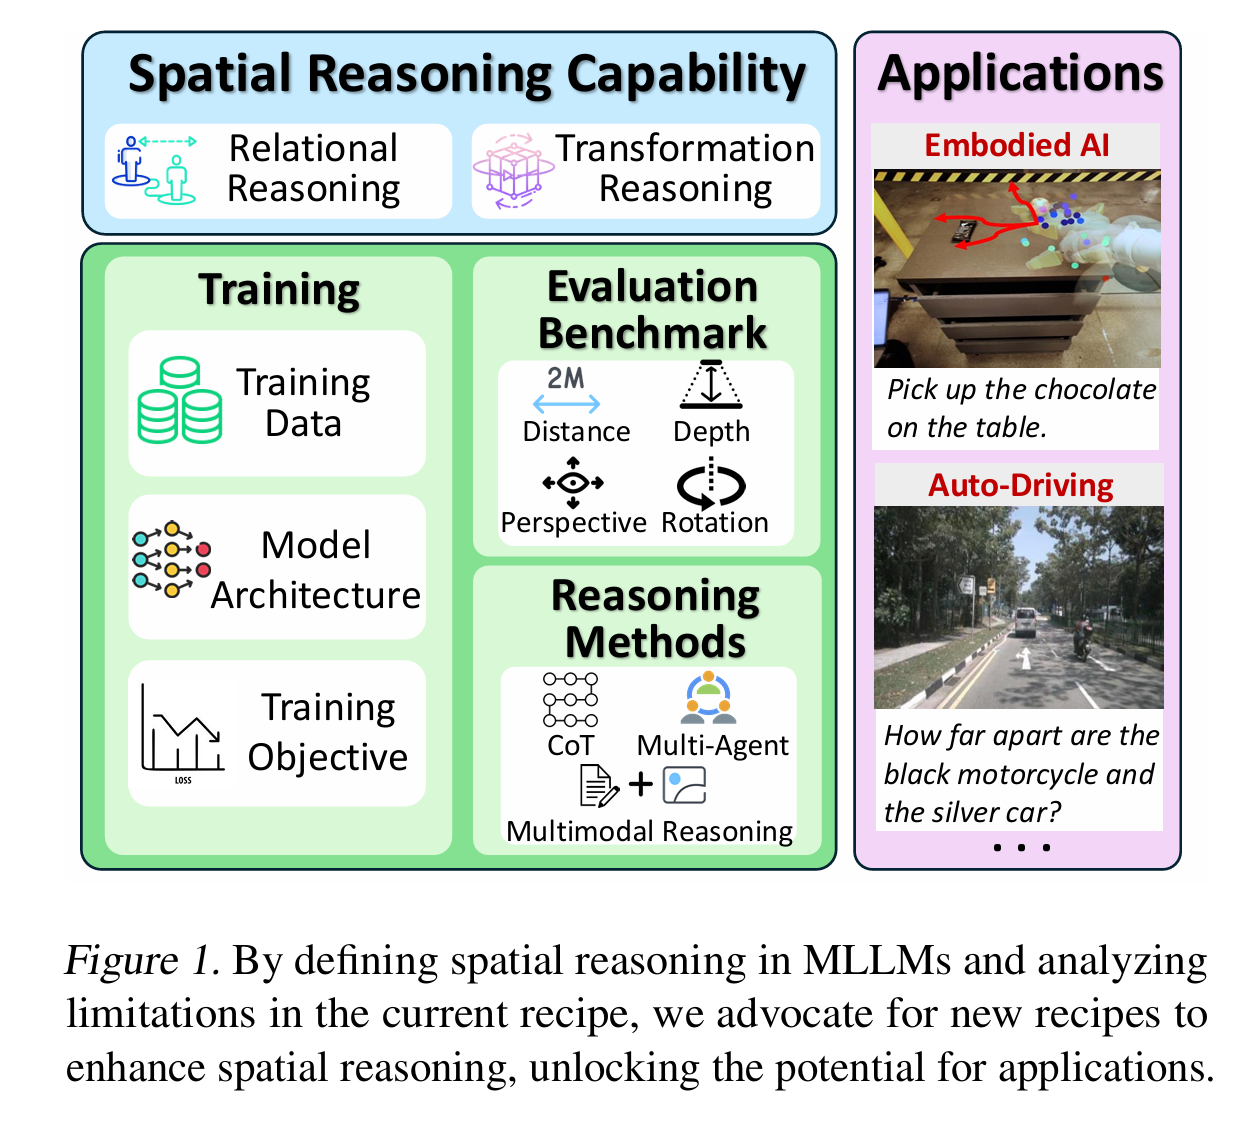 Spatial Reasoning Capability
Relational
Reasoning
Transformation
Reasoning
Training
Training
Data
Model
Architecture
Training
Objective
LOSS
Evaluation
Benchmark
2M
Distance
Depth
Perspective
Rotation
Reasoning
Methods
CoT
Multi-Agent
+
Multimodal Reasoning
Applications
Embodied AI
Pick up the chocolate
on the table.
Auto-Driving
How far apart are the
black motorcycle and
the silver car?
. . .
Figure 1. By defining spatial reasoning in MLLMs and analyzing
limitations in the current recipe, we advocate for new recipes to
enhance spatial reasoning, unlocking the potential for applications.